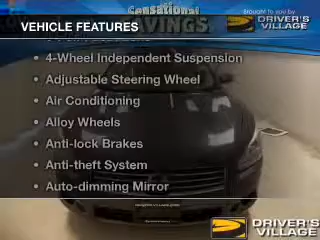 Sensational
SAVINGS
Brought to you by
VEHICLE FEATURES
DRIVER'S
VILLAGE
• 4-Wheel Independent Suspension
• Adjustable Steering Wheel
• Air Conditioning
• Alloy Wheels
• Anti-lock Brakes
• Anti-theft System
• Auto-dimming Mirror
DRIVER'S
VILLAGE